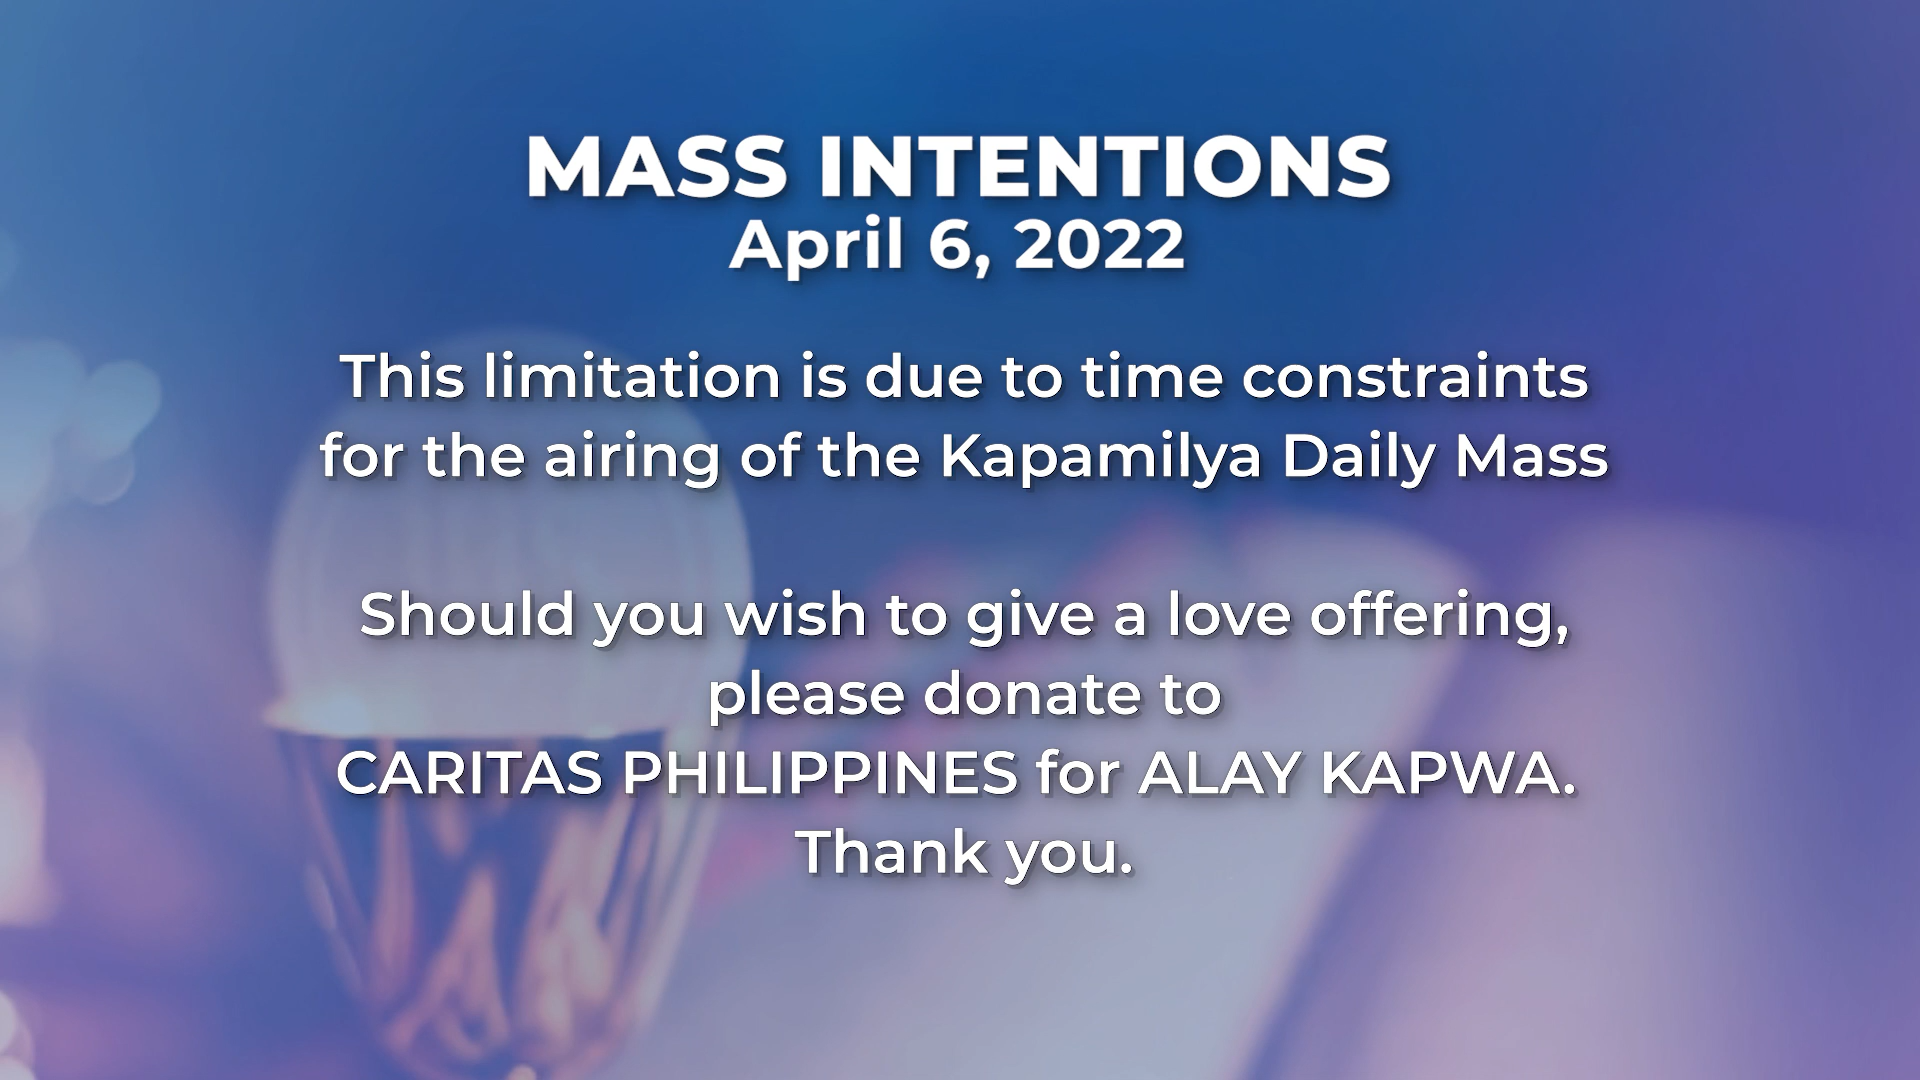 MASS INTENTIONS
April 6, 2022
This limitation is due to time constraints
for the airing of the Kapamilya Daily Mass
Should you wish to give a love offering,
please donate to
CARITAS PHILIPPINES for ALAY KAPWA.
Thank you.